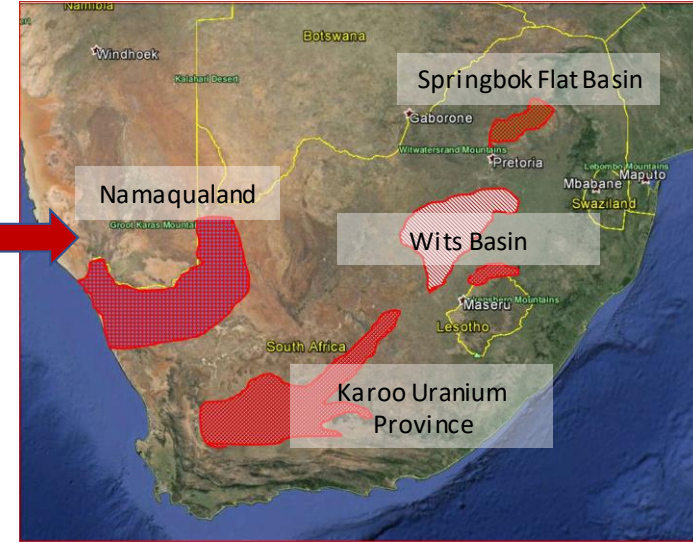 Namibia
Botswana
Windhoek
Kalahari Desert
Springbok Flat Basin
Gaborone
Witwatersrand Mountains
Pretoria
Lebombo Mountains
Mbabane
Maputo
Swaziland
Namaqualand
Groot Karas Mounta
Wits Basin
Mountains
Maseru
Lesotho
South Africa
Karoo Uranium
Province